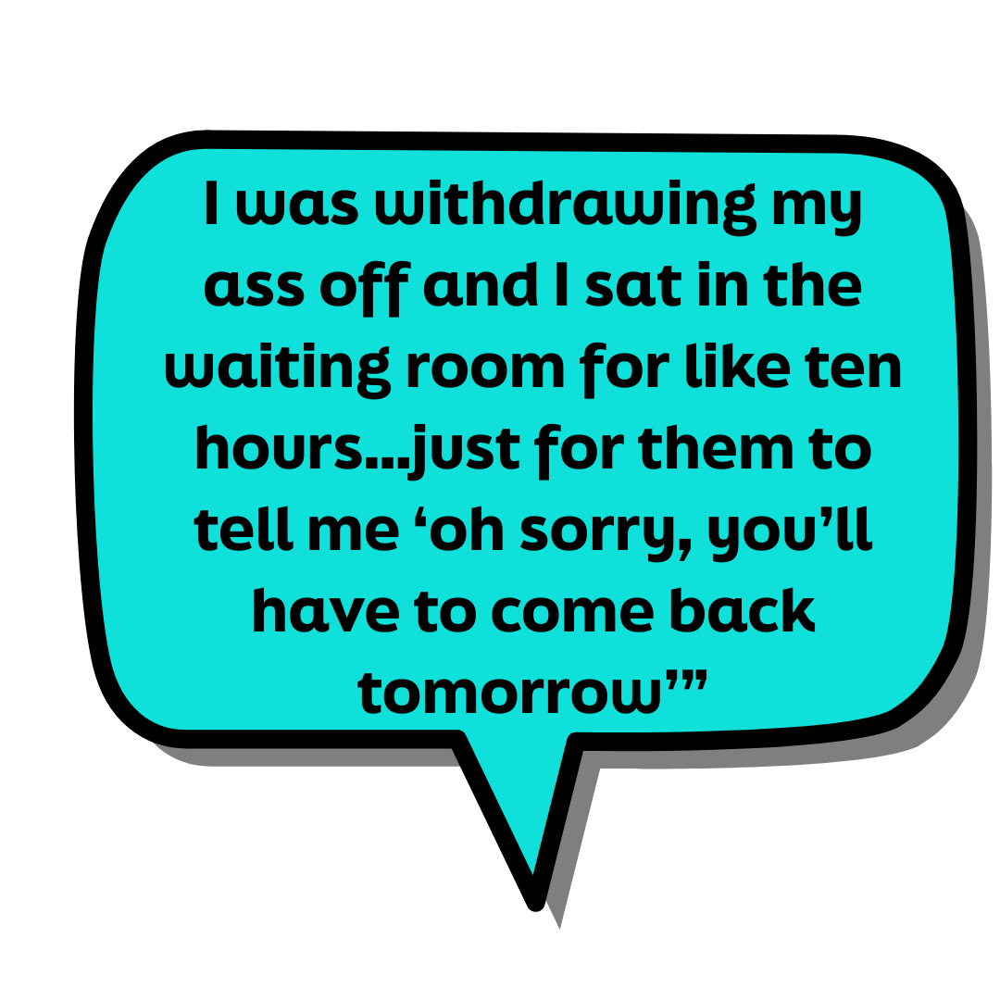 I was withdrawing my
ass off and I sat in the
waiting room for like ten
hours...just for them to
tell me ‘oh sorry, you’ll
have to come back
tomorrow’”